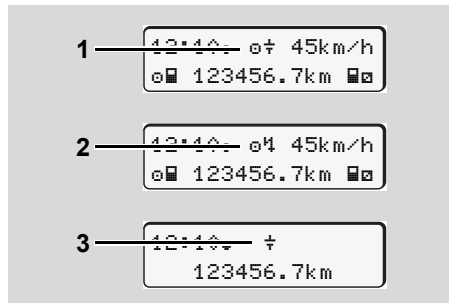 1
12:10• ⊙⏆ 45km/h
⊙▮ 123456.7km ▮⧄
2
12:10• ⊙↯ 45km/h
⊙▮ 123456.7km ▮⧄
3
12:10• ⏆
123456.7km